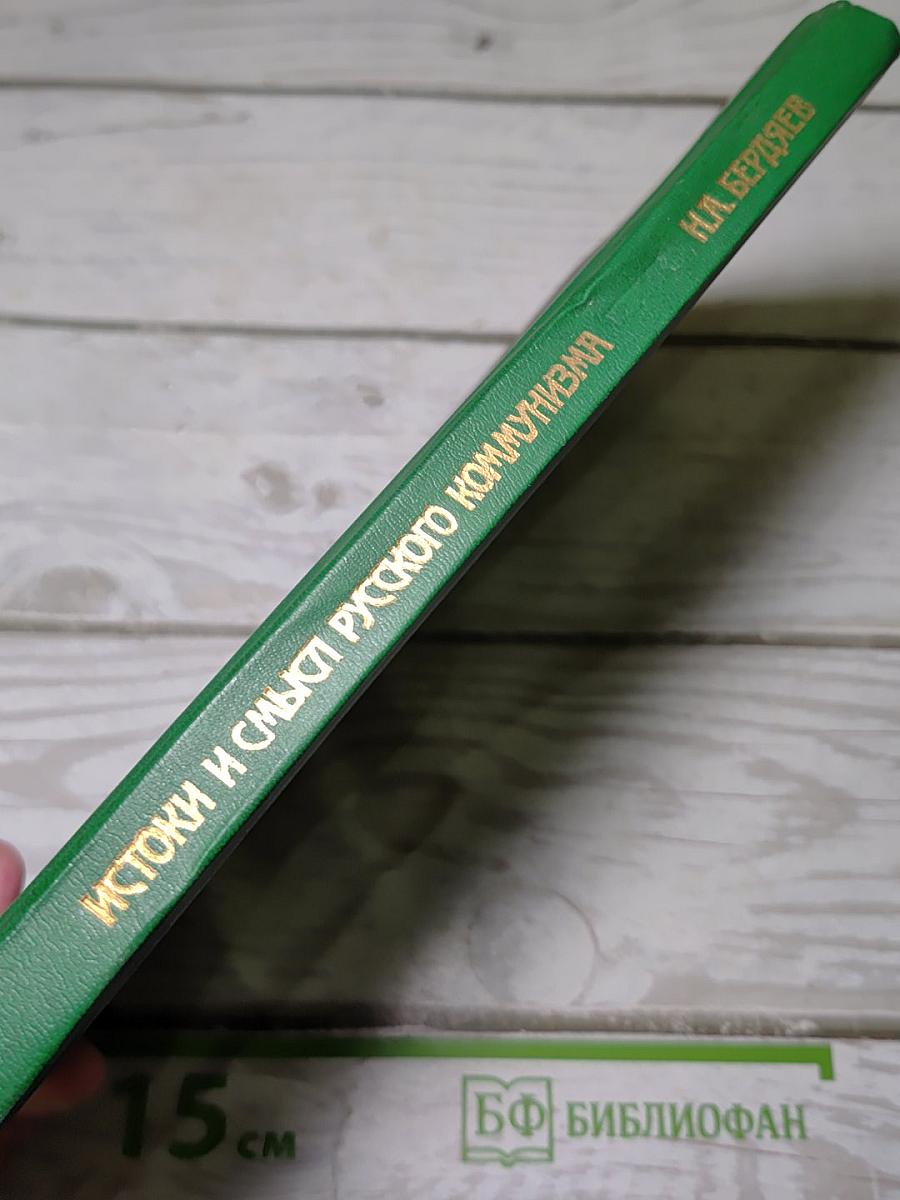 ИСТОКИ И СМЫСЛ РУССКОГО КОММУНИЗМА
Н.А. БЕРДЯЕВ
15 см
БФ БИБЛИОФАН